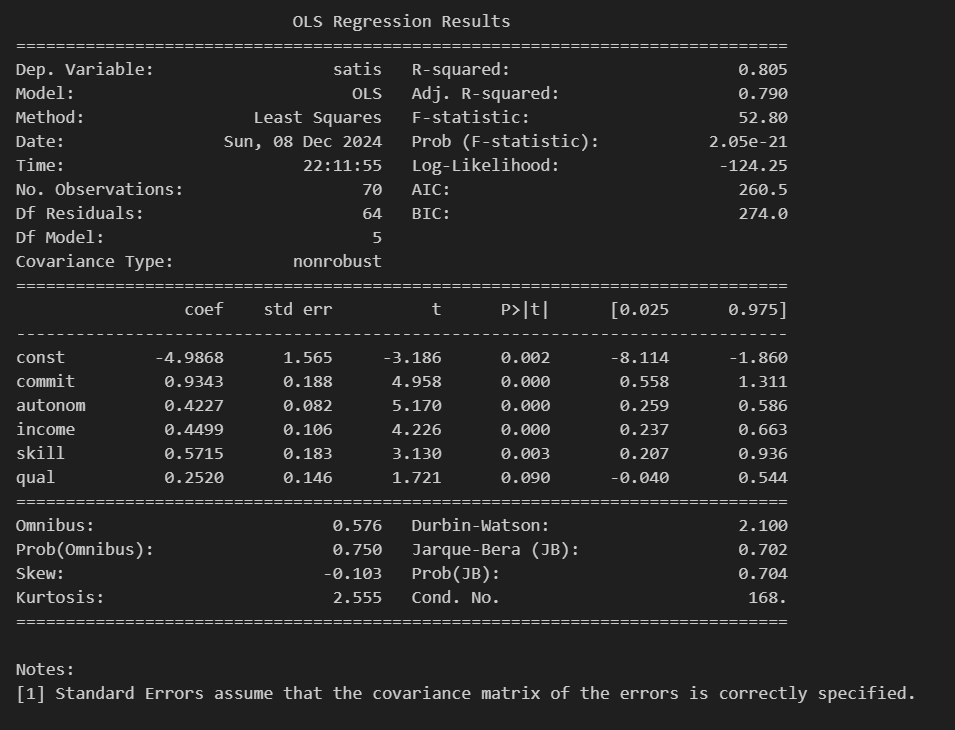 OLS Regression Results
==============================================================================
Dep. Variable:                  satis   R-squared:                       0.805
Model:                            OLS   Adj. R-squared:                  0.790
Method:                 Least Squares   F-statistic:                     52.80
Date:                Sun, 08 Dec 2024   Prob (F-statistic):           2.05e-21
Time:                        22:11:55   Log-Likelihood:                -124.25
No. Observations:                  70   AIC:                             260.5
Df Residuals:                      64   BIC:                             274.0
Df Model:                           5
Covariance Type:            nonrobust
==============================================================================
                 coef    std err          t      P>|t|      [0.025      0.975]
------------------------------------------------------------------------------
const         -4.9868      1.565     -3.186      0.002      -8.114      -1.860
commit         0.9343      0.188      4.958      0.000       0.558       1.311
autonom        0.4227      0.082      5.170      0.000       0.259       0.586
income         0.4499      0.106      4.226      0.000       0.237       0.663
skill          0.5715      0.183      3.130      0.003       0.207       0.936
qual           0.2520      0.146      1.721      0.090      -0.040       0.544
==============================================================================
Omnibus:                        0.576   Durbin-Watson:                   2.100
Prob(Omnibus):                  0.750   Jarque-Bera (JB):                0.702
Skew:                          -0.103   Prob(JB):                        0.704
Kurtosis:                       2.555   Cond. No.                         168.
==============================================================================
Notes:
[1] Standard Errors assume that the covariance matrix of the errors is correctly specified.